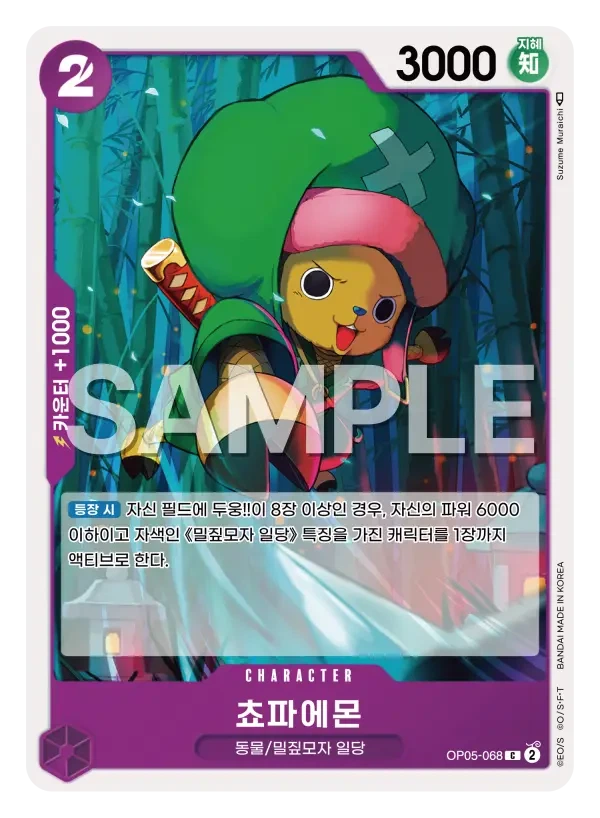 2
3000
지혜
知
Suzume Muraichi
카운터 +1000
SAMPLE
등장 시 자신 필드에 두웅!!이 8장 이상인 경우, 자신의 파워 6000
이하이고 자색인 《밀짚모자 일당》 특징을 가진 캐릭터를 1장까지
액티브로 한다.
CHARACTER
쵸파에몬
동물/밀짚모자 일당
OP05-068 C 2
©EO/S ©O/S·F·T BANDAI MADE IN KOREA